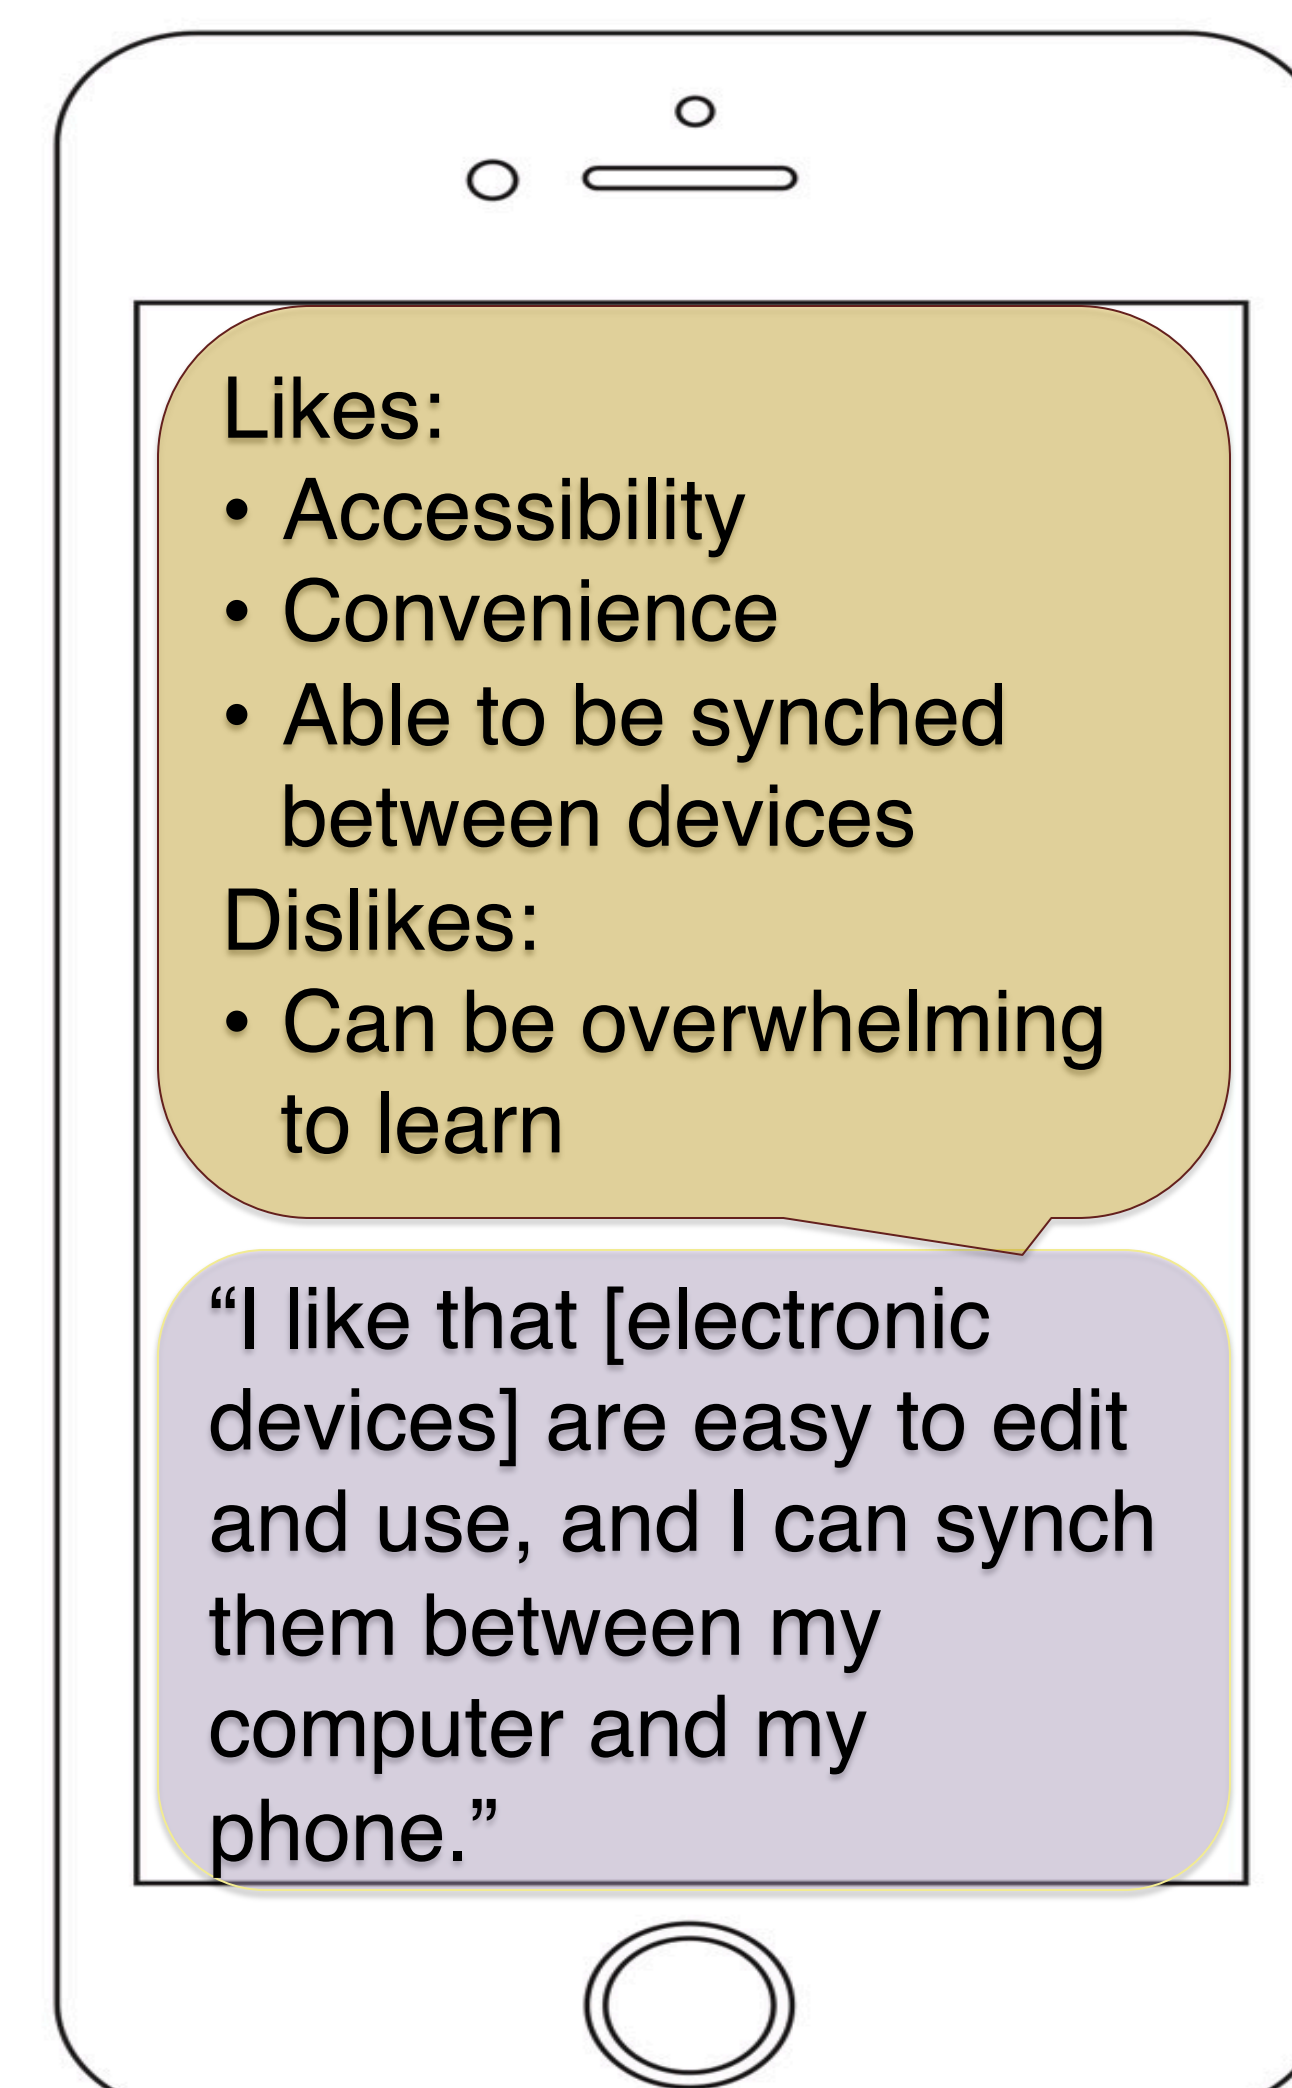 Likes:
• Accessibility
• Convenience
• Able to be synched
between devices
Dislikes:
• Can be overwhelming
to learn
“I like that [electronic
devices] are easy to edit
and use, and I can synch
them between my
computer and my
phone.”